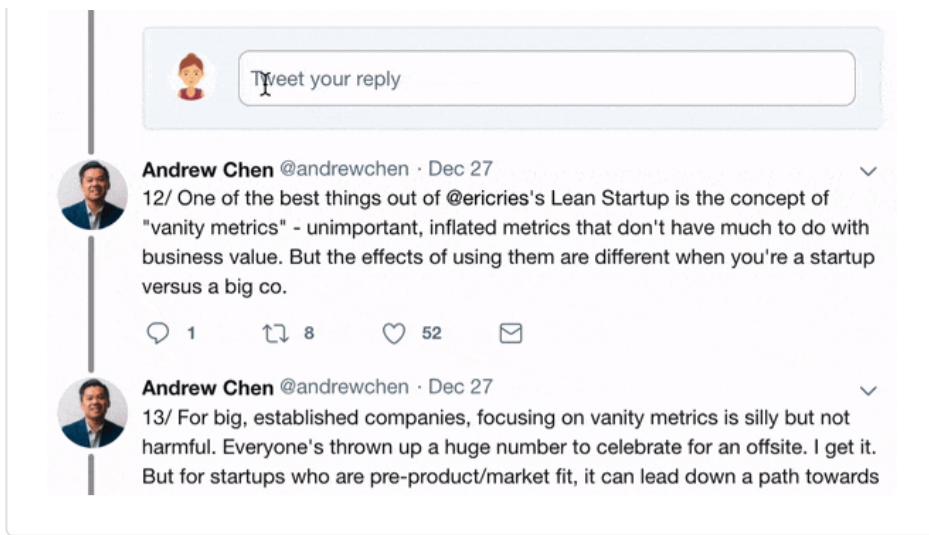 Tweet your reply
Andrew Chen @andrewchen · Dec 27
12/ One of the best things out of @ericries's Lean Startup is the concept of
"vanity metrics" - unimportant, inflated metrics that don't have much to do with
business value. But the effects of using them are different when you're a startup
versus a big co.
1 8 52
Andrew Chen @andrewchen · Dec 27
13/ For big, established companies, focusing on vanity metrics is silly but not
harmful. Everyone's thrown up a huge number to celebrate for an offsite. I get it.
But for startups who are pre-product/market fit, it can lead down a path towards